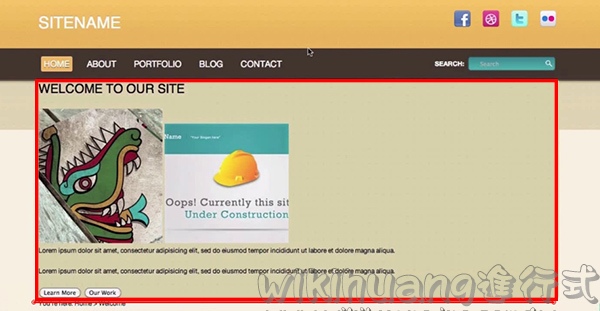 SITENAME
HOME ABOUT PORTFOLIO BLOG CONTACT SEARCH: Search
WELCOME TO OUR SITE
Name "Your Slogan Here"
Oops! Currently this sit
Under Construction
Lorem ipsum dolor sit amet, consectetur adipisicing elit, sed do eiusmod tempor incididunt ut labore et dolore magna aliqua.
Lorem ipsum dolor sit amet, consectetur adipisicing elit, sed do eiusmod tempor incididunt ut labore et dolore magna aliqua.
Learn More Our Work
You're here: Home > Welcome
wikihuang進行式